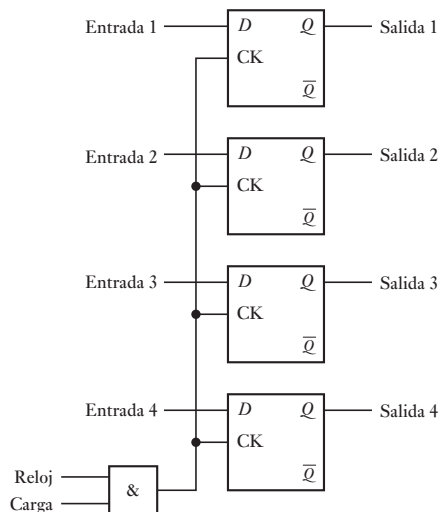 Entrada 1 D Q Salida 1
CK
Q̅
Entrada 2 D Q Salida 2
CK
Q̅
Entrada 3 D Q Salida 3
CK
Q̅
Entrada 4 D Q Salida 4
CK
Q̅
Reloj
&
Carga